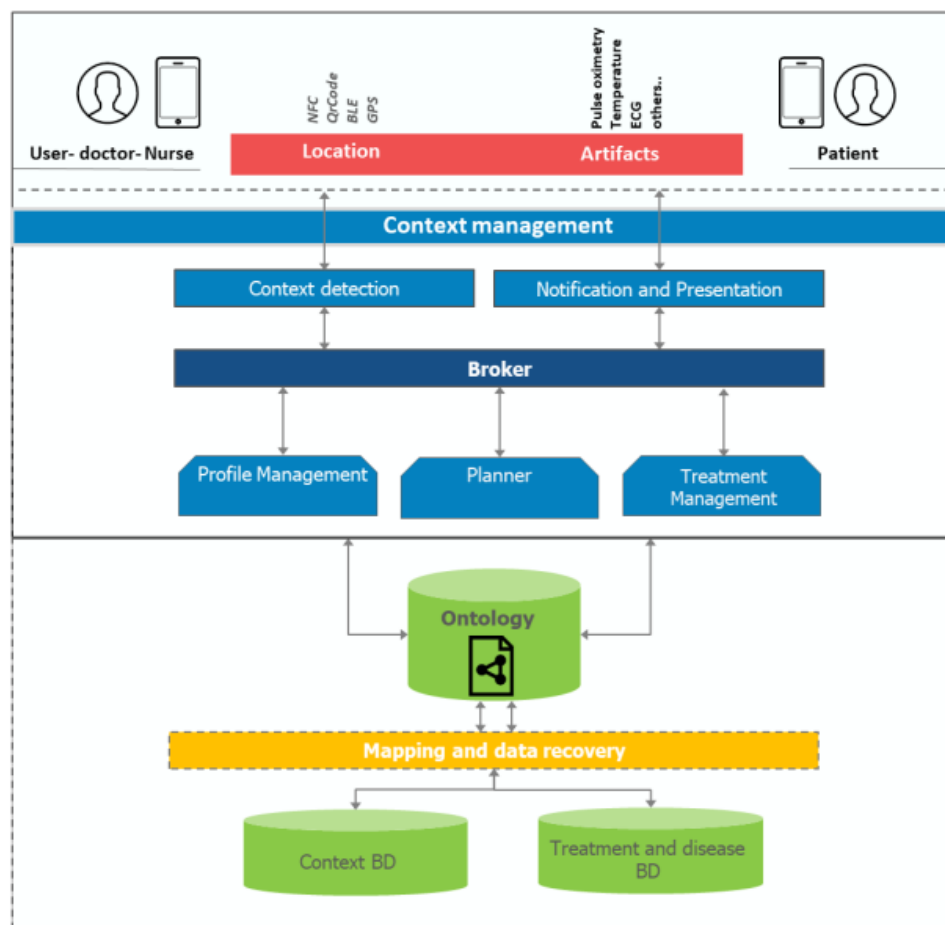 NFC
QrCode
BLE
GPS
Pulse oximetry
Temperature
ECG
others..
User- doctor- Nurse
Location
Artifacts
Patient
Context management
Context detection
Notification and Presentation
Broker
Profile Management
Planner
Treatment
Management
Ontology
Mapping and data recovery
Context BD
Treatment and disease
BD